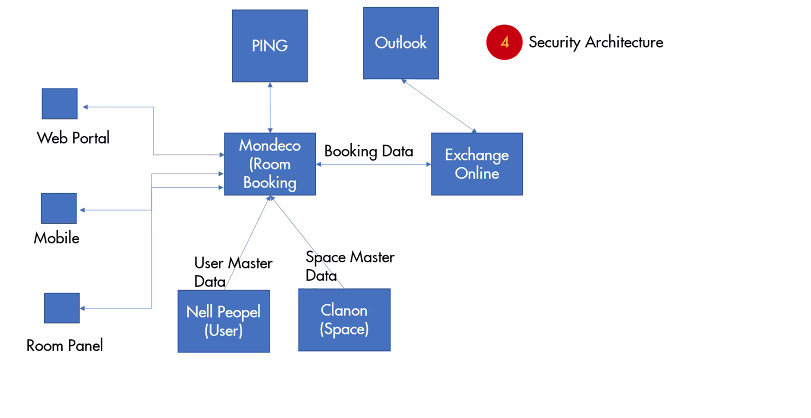 PING
Outlook
4
Security Architecture
Web Portal
Mondeco
(Room
Booking
Booking Data
Exchange
Online
Mobile
User Master
Data
Space Master
Data
Nell Peopel
(User)
Clanon
(Space)
Room Panel